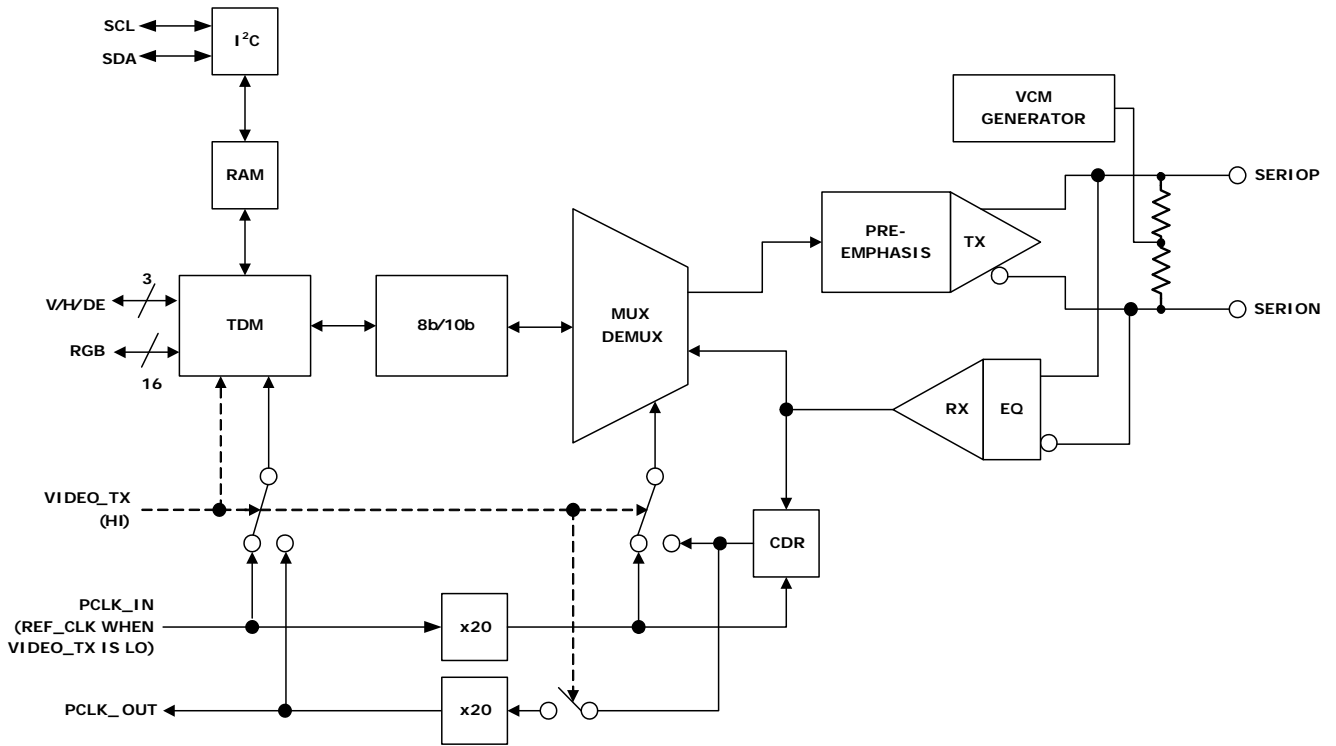 SCL
SDA
I²C
RAM
VCM
GENERATOR
SERIOP
PRE-
EMPHASIS
TX
SERION
3
V/H/DE
RGB
16
TDM
8b/10b
MUX
DEMUX
RX
EQ
VIDEO_TX
(HI)
CDR
PCLK_IN
(REF_CLK WHEN
VIDEO_TX IS LO)
x20
PCLK_OUT
x20